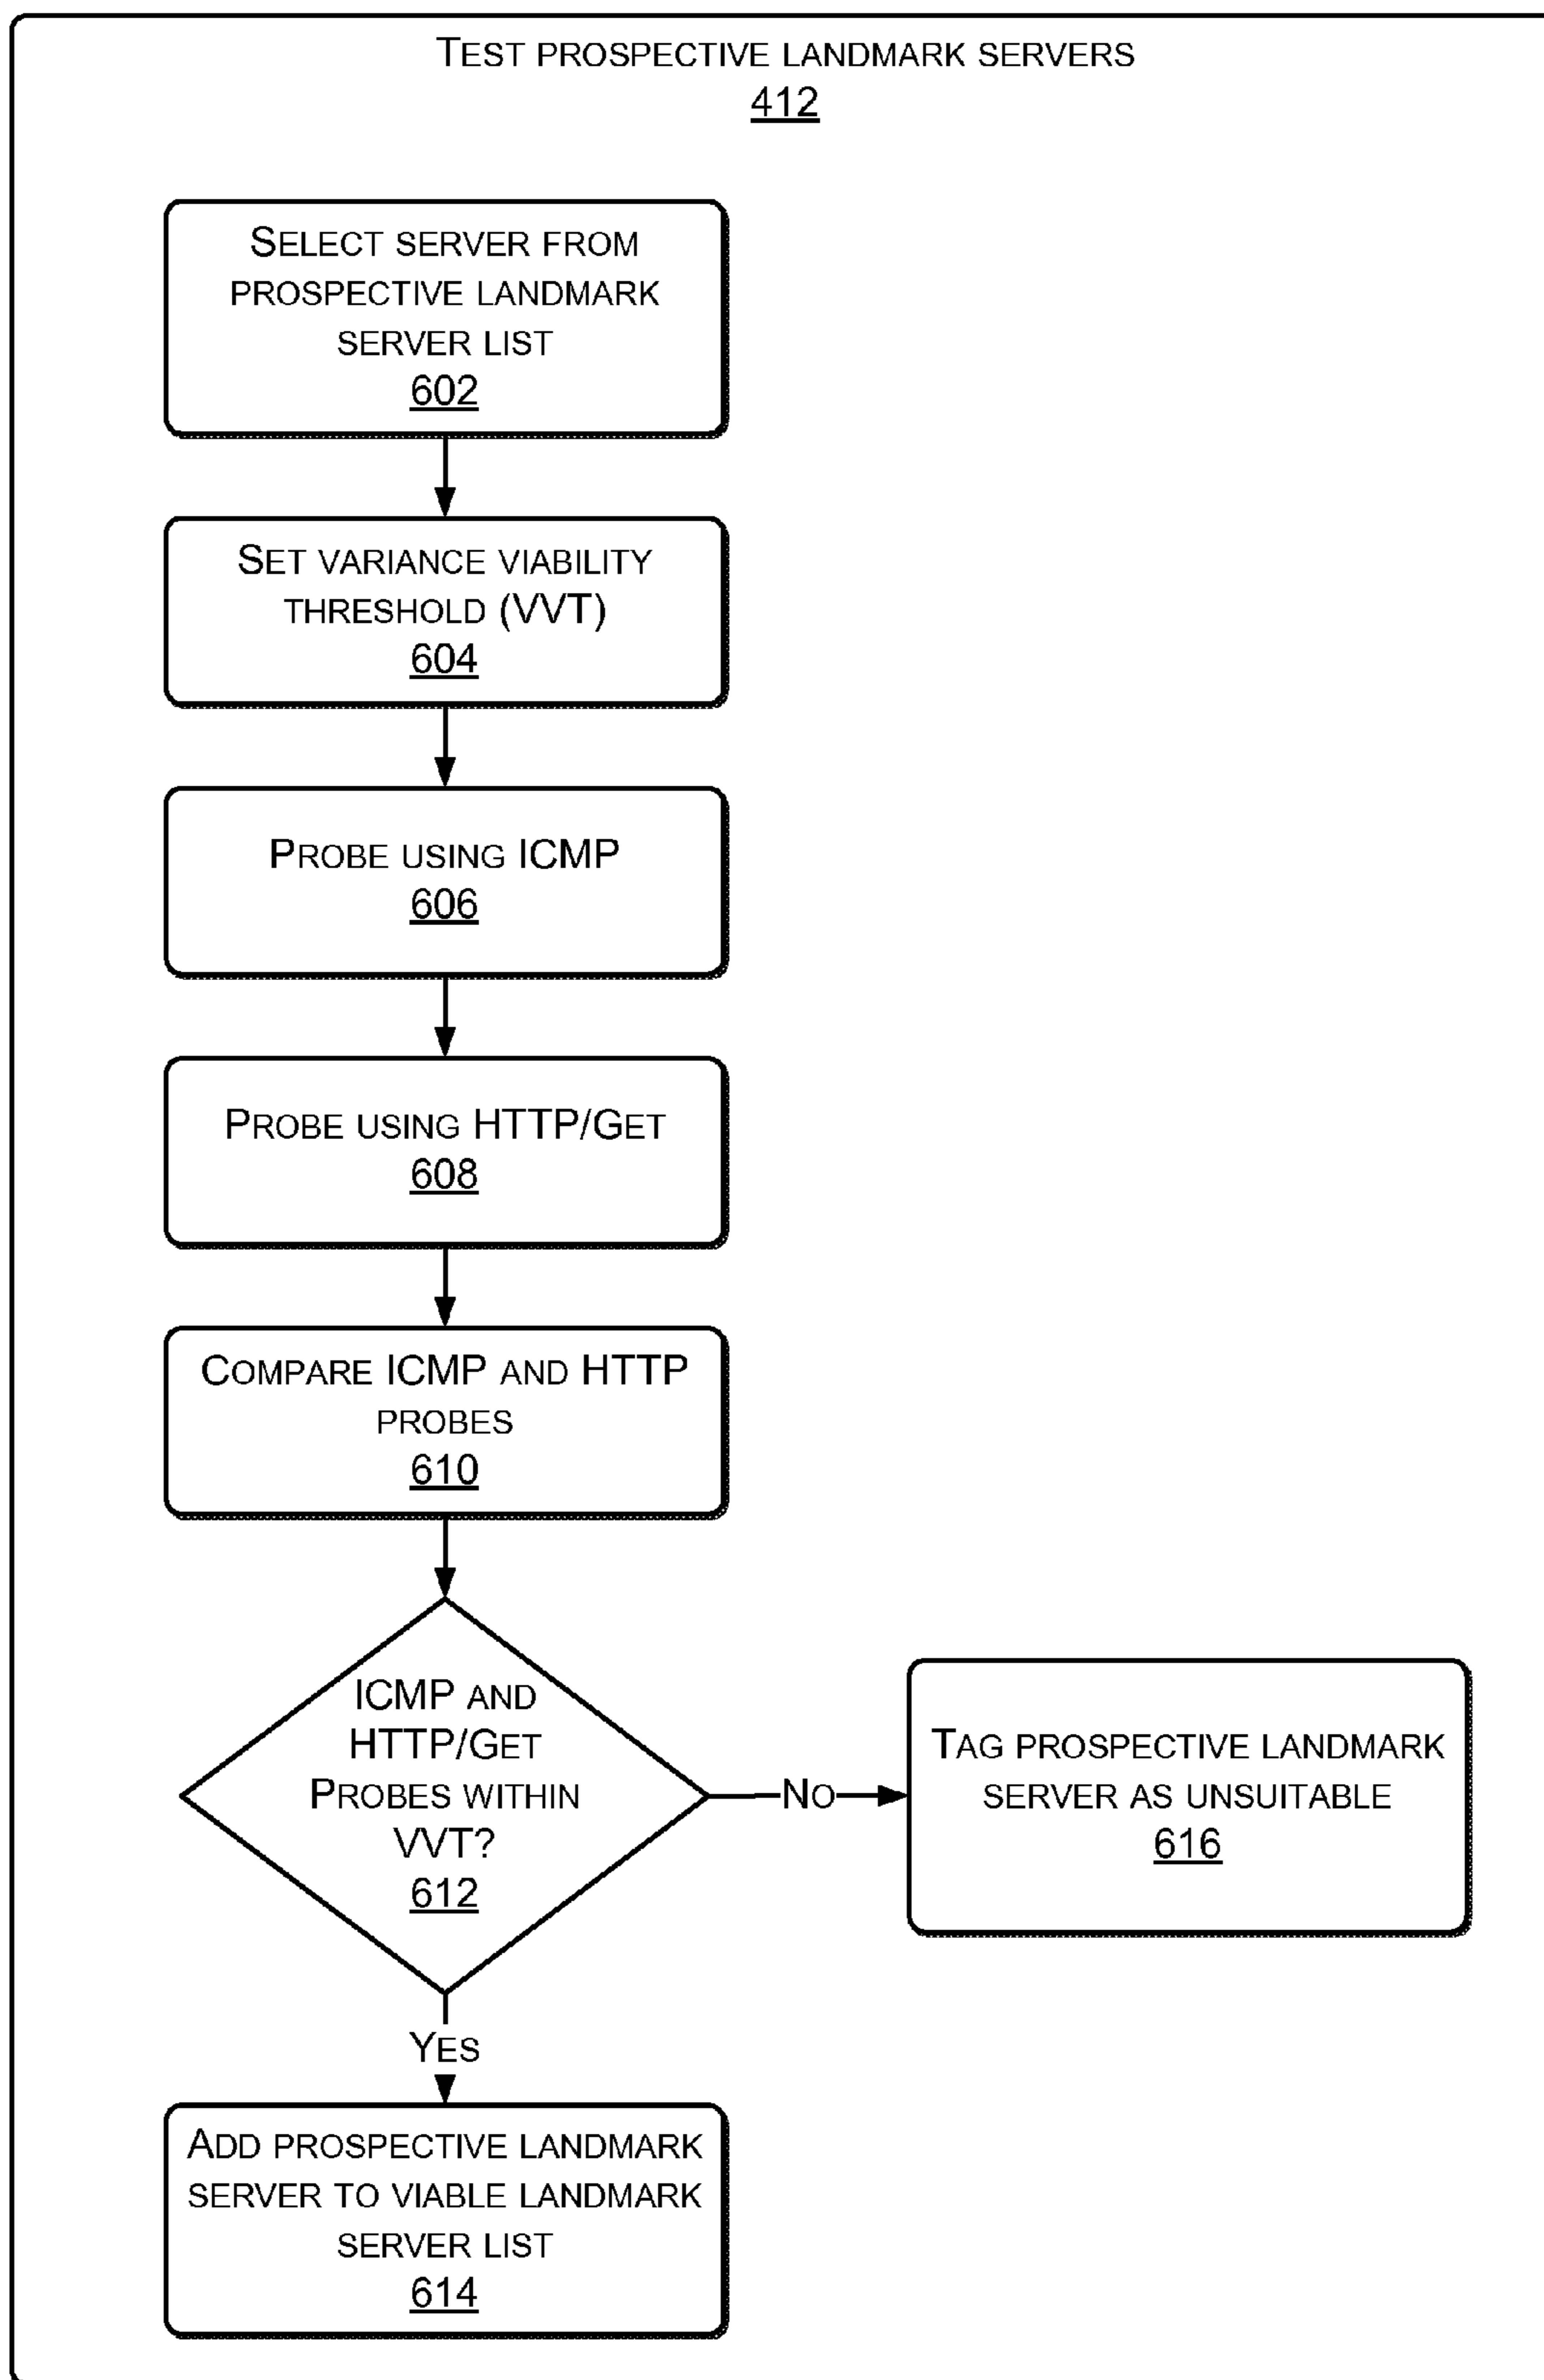 TEST PROSPECTIVE LANDMARK SERVERS
412
SELECT SERVER FROM
PROSPECTIVE LANDMARK
SERVER LIST
602
SET VARIANCE VIABILITY
THRESHOLD (VVT)
604
PROBE USING ICMP
606
PROBE USING HTTP/GET
608
COMPARE ICMP AND HTTP
PROBES
610
ICMP AND
HTTP/GET
PROBES WITHIN
VVT?
612
NO
TAG PROSPECTIVE LANDMARK
SERVER AS UNSUITABLE
616
YES
ADD PROSPECTIVE LANDMARK
SERVER TO VIABLE LANDMARK
SERVER LIST
614